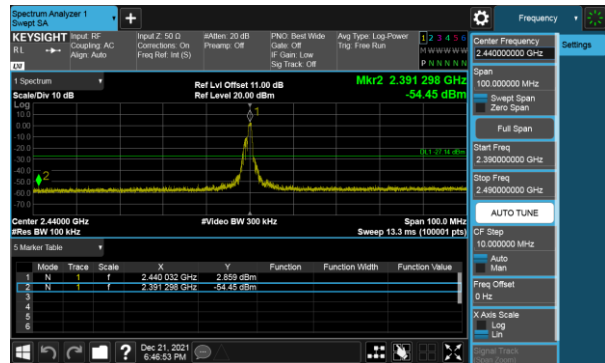 Spectrum Analyzer 1
Swept SA
+
Frequency
KEYSIGHT
RL
Input: RF
Coupling: AC
Align: Auto
Input Z: 50 Ω
Corrections: On
Freq Ref: Int (S)
#Atten: 20 dB
Preamp: Off
PNO: Best Wide
Gate: Off
IF Gain: Low
Sig Track: Off
Avg Type: Log-Power
Trig: Free Run
1 2 3 4 5 6
M W W W W W
P N N N N N
LXI
1 Spectrum
Scale/Div 10 dB
Ref Lvl Offset 11.00 dB
Ref Level 20.00 dBm
Mkr2 2.391 298 GHz
-54.45 dBm
Log
10.0
0.00
-10.0
-20.0
-30.0
-40.0
-50.0
-60.0
-70.0
1
2
DL1 -27.14 dBm
Center 2.44000 GHz
#Res BW 100 kHz
#Video BW 300 kHz
Span 100.0 MHz
Sweep 13.3 ms (100001 pts)
5 Marker Table
Mode Trace Scale X Y Function Function Width Function Value
1 N 1 f 2.440 032 GHz 2.859 dBm
2 N 1 f 2.391 298 GHz -54.45 dBm
3
4
5
6
?
Dec 21, 2021
6:46:53 PM
Center Frequency
2.440000000 GHz
Span
100.000000 MHz
Swept Span
Zero Span
Full Span
Start Freq
2.390000000 GHz
Stop Freq
2.490000000 GHz
AUTO TUNE
CF Step
10.000000 MHz
Auto
Man
Freq Offset
0 Hz
X Axis Scale
Log
Lin
Signal Track
(Span Zoom)
Settings